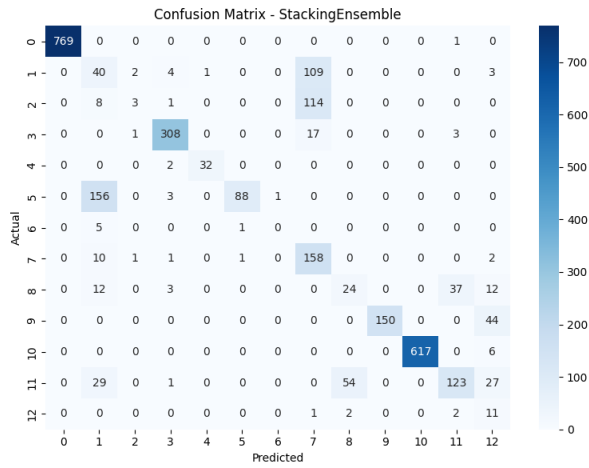 Confusion Matrix - StackingEnsemble
0 769 0 0 0 0 0 0 0 0 0 0 1 0
1 0 40 2 4 1 0 0 109 0 0 0 0 3
2 0 8 3 1 0 0 0 114 0 0 0 0 0
3 0 0 1 308 0 0 0 17 0 0 0 3 0
4 0 0 0 2 32 0 0 0 0 0 0 0 0
5 0 156 0 3 0 88 1 0 0 0 0 0 0
6 0 5 0 0 0 1 0 0 0 0 0 0 0
7 0 10 1 1 0 1 0 158 0 0 0 0 2
8 0 12 0 3 0 0 0 0 24 0 0 37 12
9 0 0 0 0 0 0 0 0 0 150 0 0 44
10 0 0 0 0 0 0 0 0 0 0 617 0 6
11 0 29 0 1 0 0 0 0 54 0 0 123 27
12 0 0 0 0 0 0 0 1 2 0 0 2 11
0 1 2 3 4 5 6 7 8 9 10 11 12
Predicted
Actual
700
600
500
400
300
200
100
0